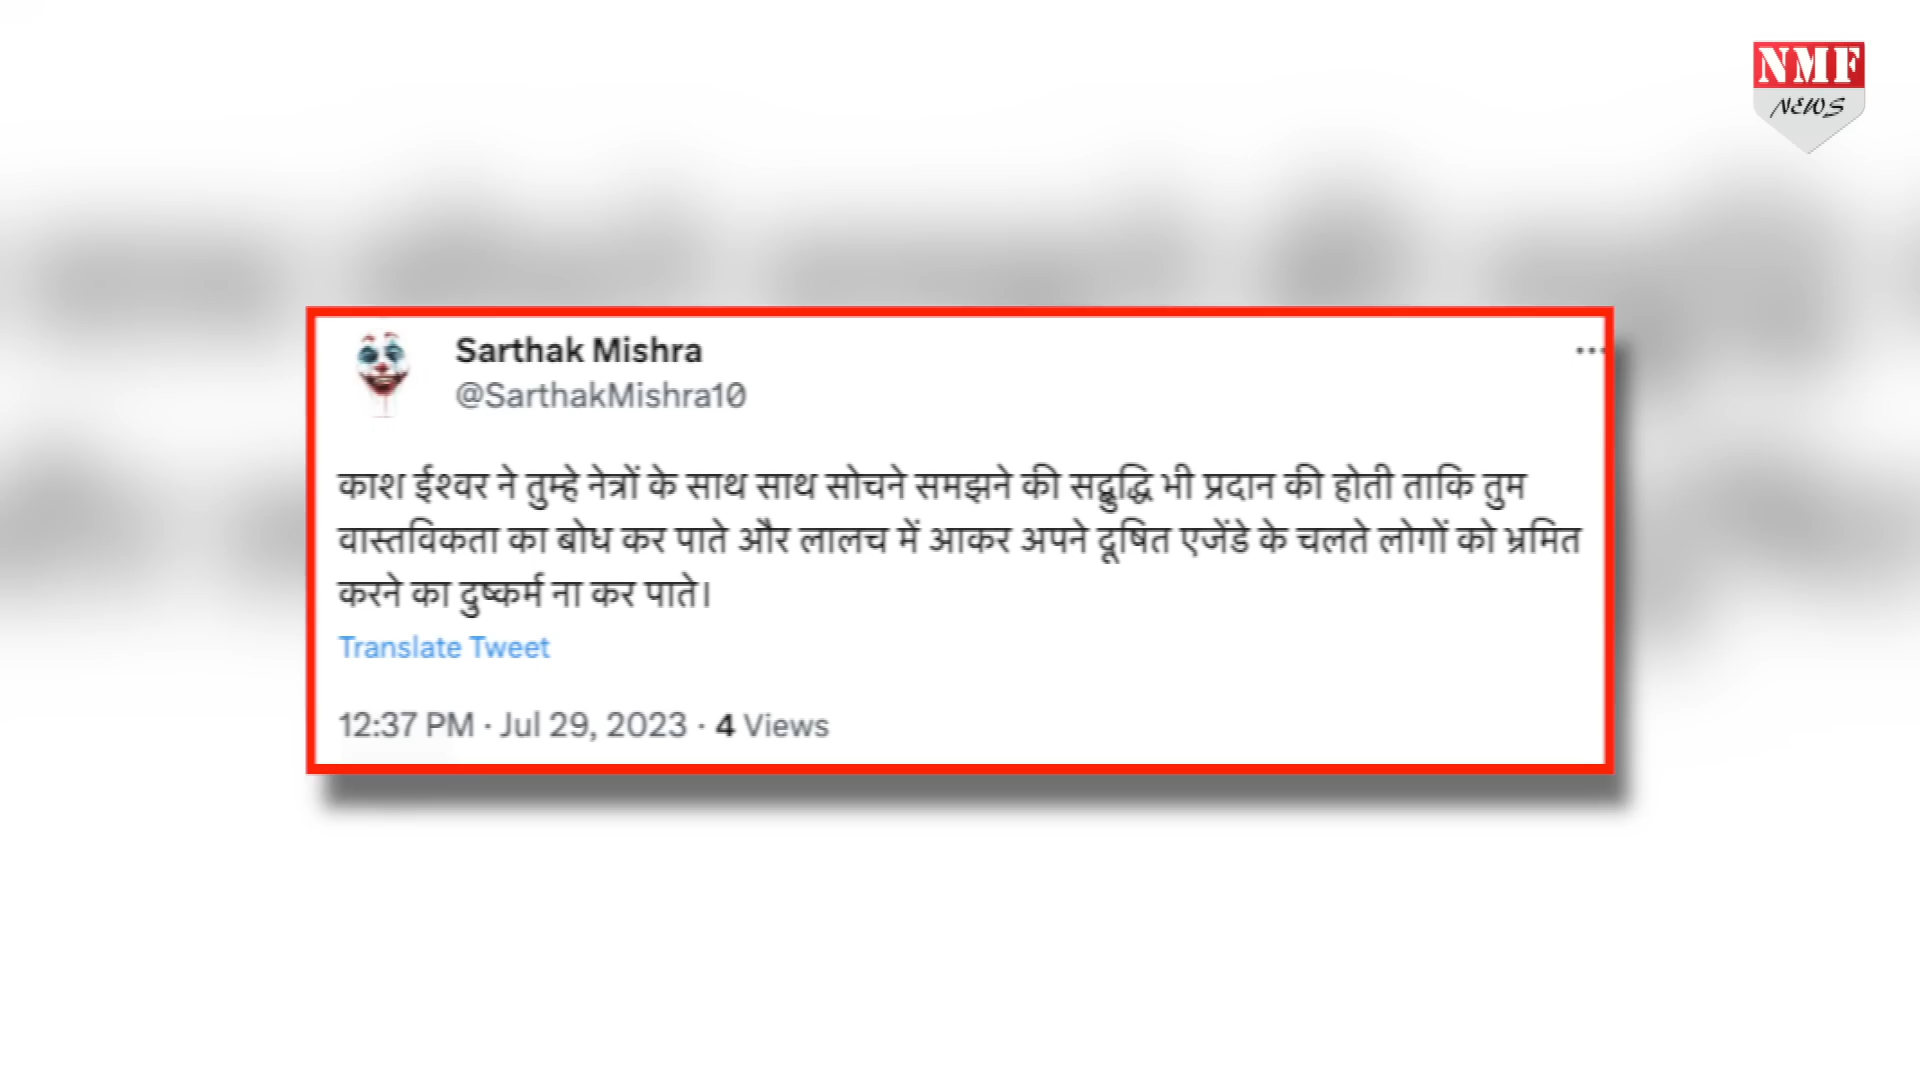 NMF
NEWS
Sarthak Mishra
@SarthakMishra10
काश ईश्वर ने तुम्हे नेत्रों के साथ साथ सोचने समझने की सद्बुद्धि भी प्रदान की होती ताकि तुम
वास्तविकता का बोध कर पाते और लालच में आकर अपने दूषित एजेंडे के चलते लोगों को भ्रमित
करने का दुष्कर्म ना कर पाते।
Translate Tweet
12:37 PM · Jul 29, 2023 · 4 Views